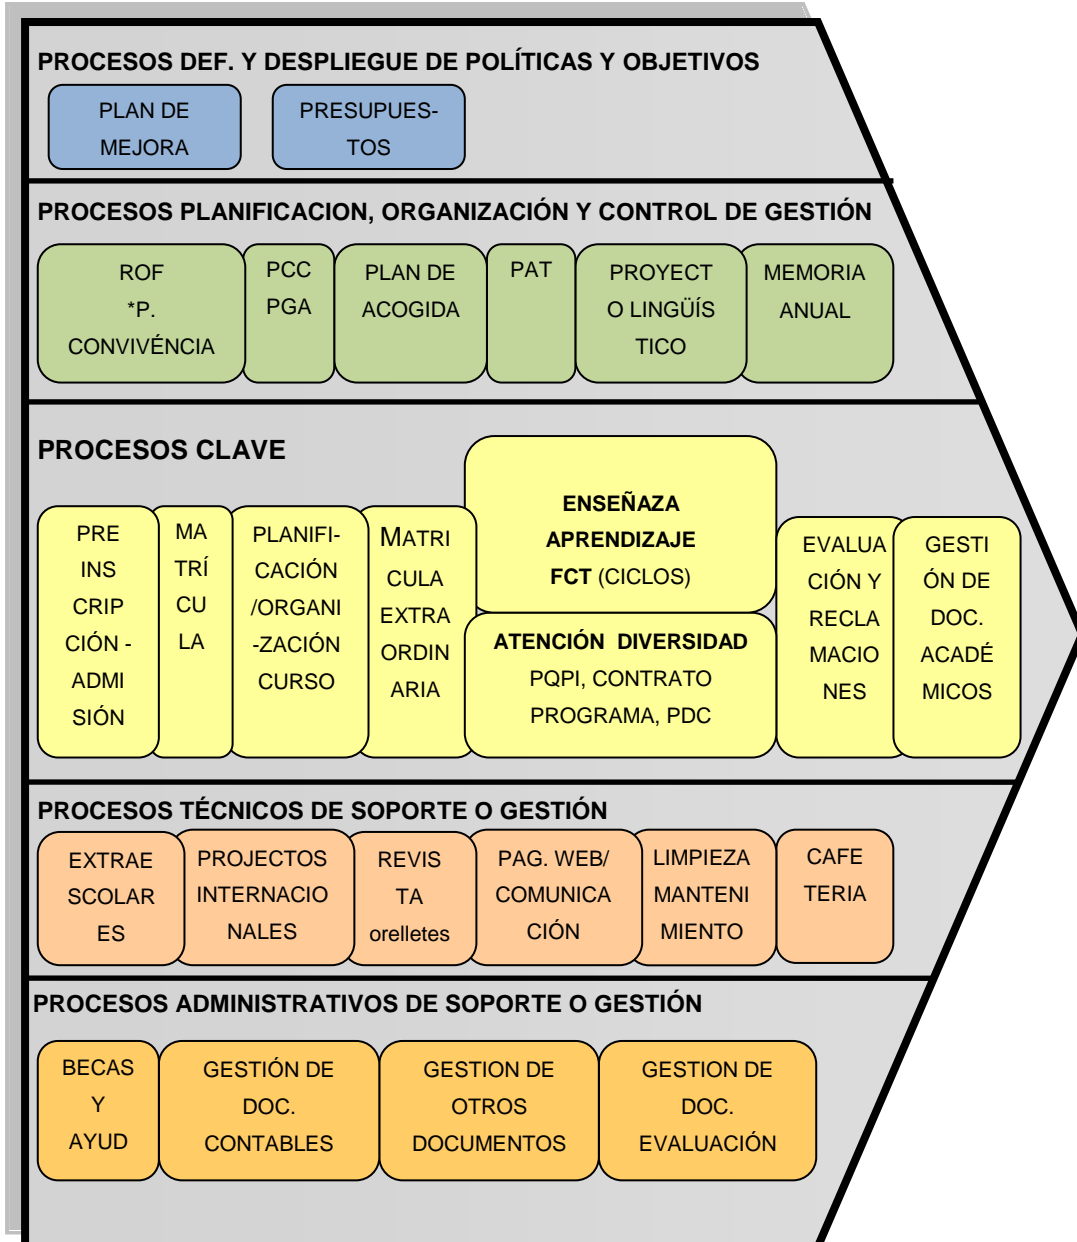 PROCESOS DEF. Y DESPLIEGUE DE POLÍTICAS Y OBJETIVOS
PLAN DE
MEJORA
PRESUPUES-
TOS
PROCESOS PLANIFICACION, ORGANIZACIÓN Y CONTROL DE GESTIÓN
ROF
*P.
CONVIVÉNCIA
PCC
PGA
PLAN DE
ACOGIDA
PAT
PROYECT
O LINGÜÍS
TICO
MEMORIA
ANUAL
PROCESOS CLAVE
PRE
INS
CRIP
CIÓN -
ADMI
SIÓN
MA
TRÍ
CU
LA
PLANIFI-
CACIÓN
/ORGANI
-ZACIÓN
CURSO
MATRI
CULA
EXTRA
ORDIN
ARIA
ENSEÑAZA
APRENDIZAJE
FCT (CICLOS)
ATENCIÓN DIVERSIDAD
PQPI, CONTRATO
PROGRAMA, PDC
EVALUA
CIÓN Y
RECLA
MACIO
NES
GESTI
ÓN DE
DOC.
ACADÉ
MICOS
PROCESOS TÉCNICOS DE SOPORTE O GESTIÓN
EXTRAE
SCOLAR
ES
PROJECTOS
INTERNACIO
NALES
REVIS
TA
orelletes
PAG. WEB/
COMUNICA
CIÓN
LIMPIEZA
MANTENI
MIENTO
CAFE
TERIA
PROCESOS ADMINISTRATIVOS DE SOPORTE O GESTIÓN
BECAS
Y
AYUD
GESTIÓN DE
DOC.
CONTABLES
GESTION DE
OTROS
DOCUMENTOS
GESTION DE
DOC.
EVALUACIÓN